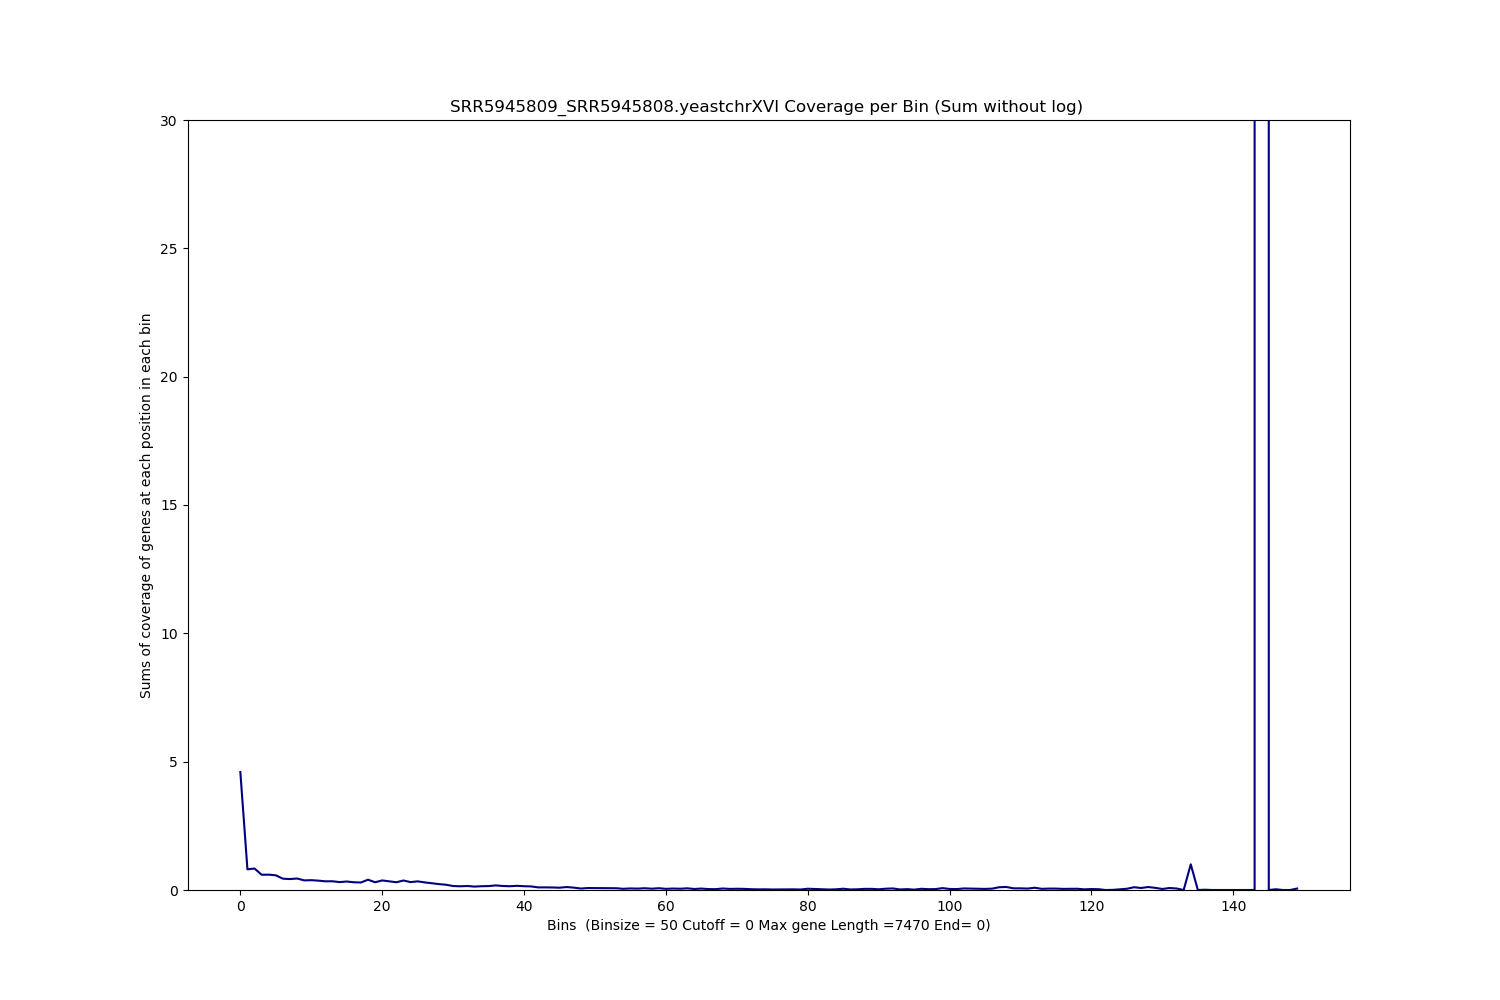 SRR5945809_SRR5945808.yeastchrXVI Coverage per Bin (Sum without log)
30
25
20
15
10
5
0
Sums of coverage of genes at each position in each bin
0 20 40 60 80 100 120 140
Bins  (Binsize = 50 Cutoff = 0 Max gene Length =7470 End= 0)